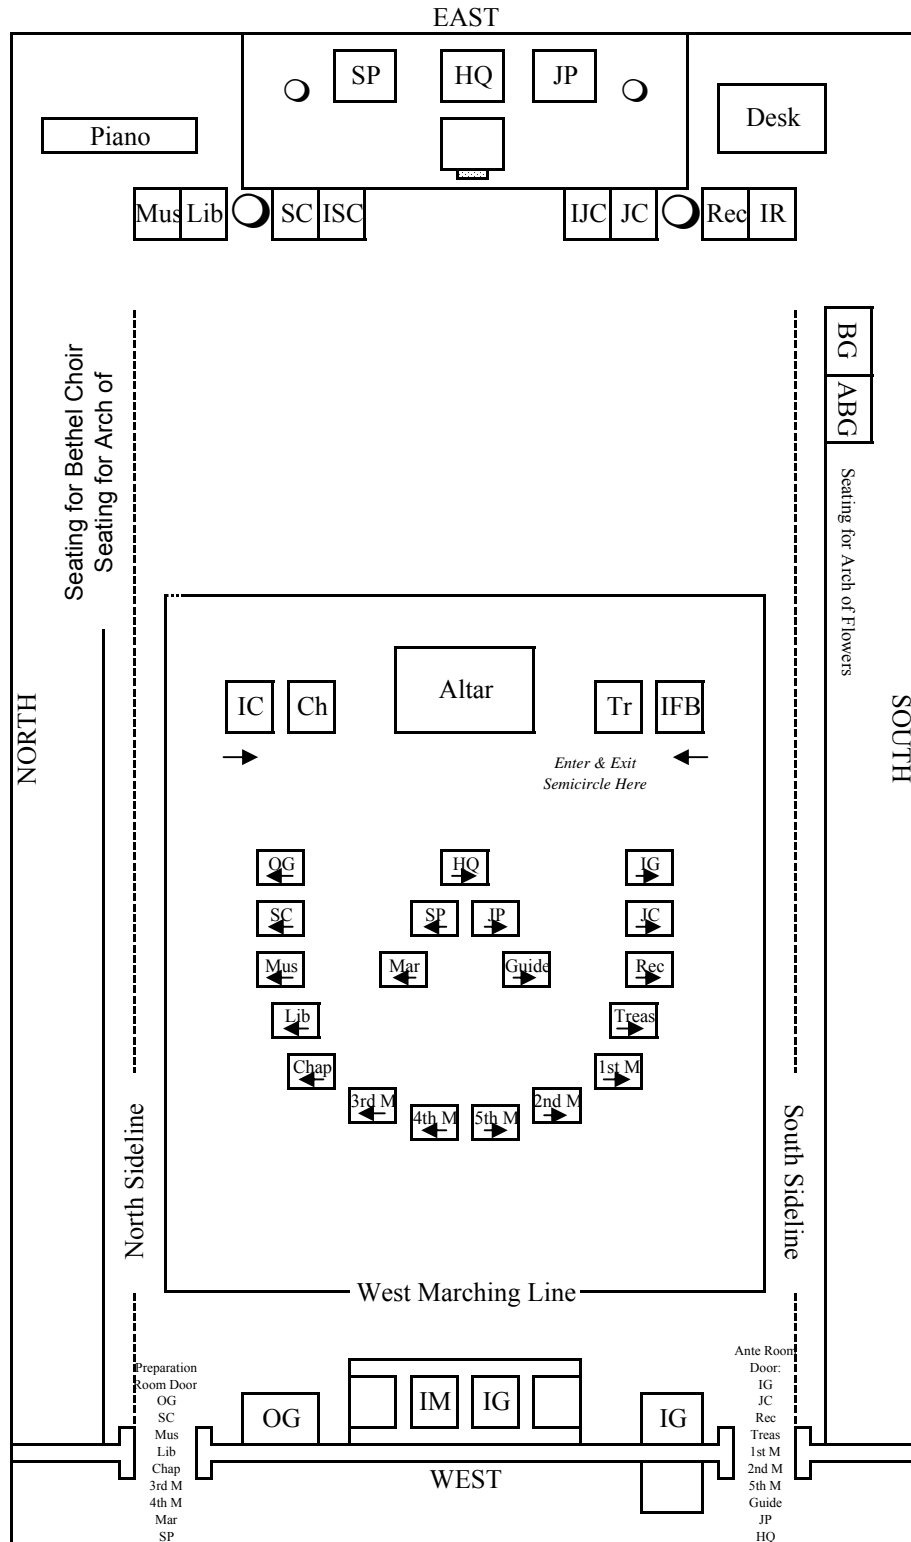 EAST
SP
HQ
JP
Desk
Piano
Mus
Lib
SC
ISC
IJC
JC
Rec
IR
BG
ABG
Seating for Bethel Choir
Seating for Arch of
Seating for Arch of Flowers
NORTH
SOUTH
IC
Ch
Altar
Tr
IFB
Enter & Exit
Semicircle Here
OG
HQ
IG
SC
SP
JP
JC
Mus
Mar
Guide
Rec
Lib
Treas
Chap
1st M
3rd M
2nd M
4th M
5th M
North Sideline
South Sideline
West Marching Line
Preparation
Room Door
OG
SC
Mus
Lib
Chap
3rd M
4th M
Mar
SP
OG
IM
IG
IG
WEST
Ante Room
Door:
IG
JC
Rec
Treas
1st M
2nd M
5th M
Guide
JP
HQ